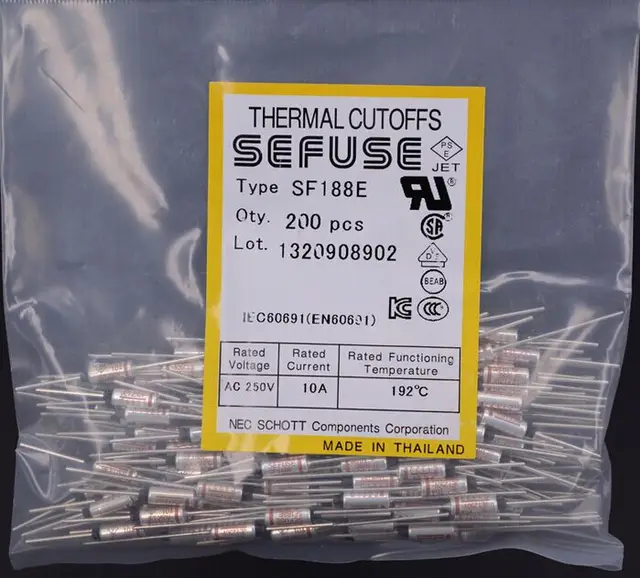 THERMAL CUTOFFS
SEFUSE
PS
E
JET
Type SF188E
Qty. 200 pcs
Lot. 1320908902
BEAB
IEC60691(EN60691)
Rated Voltage
Rated Current
Rated Functioning Temperature
AC 250V
10A
192℃
NEC SCHOTT Components Corporation
MADE IN THAILAND